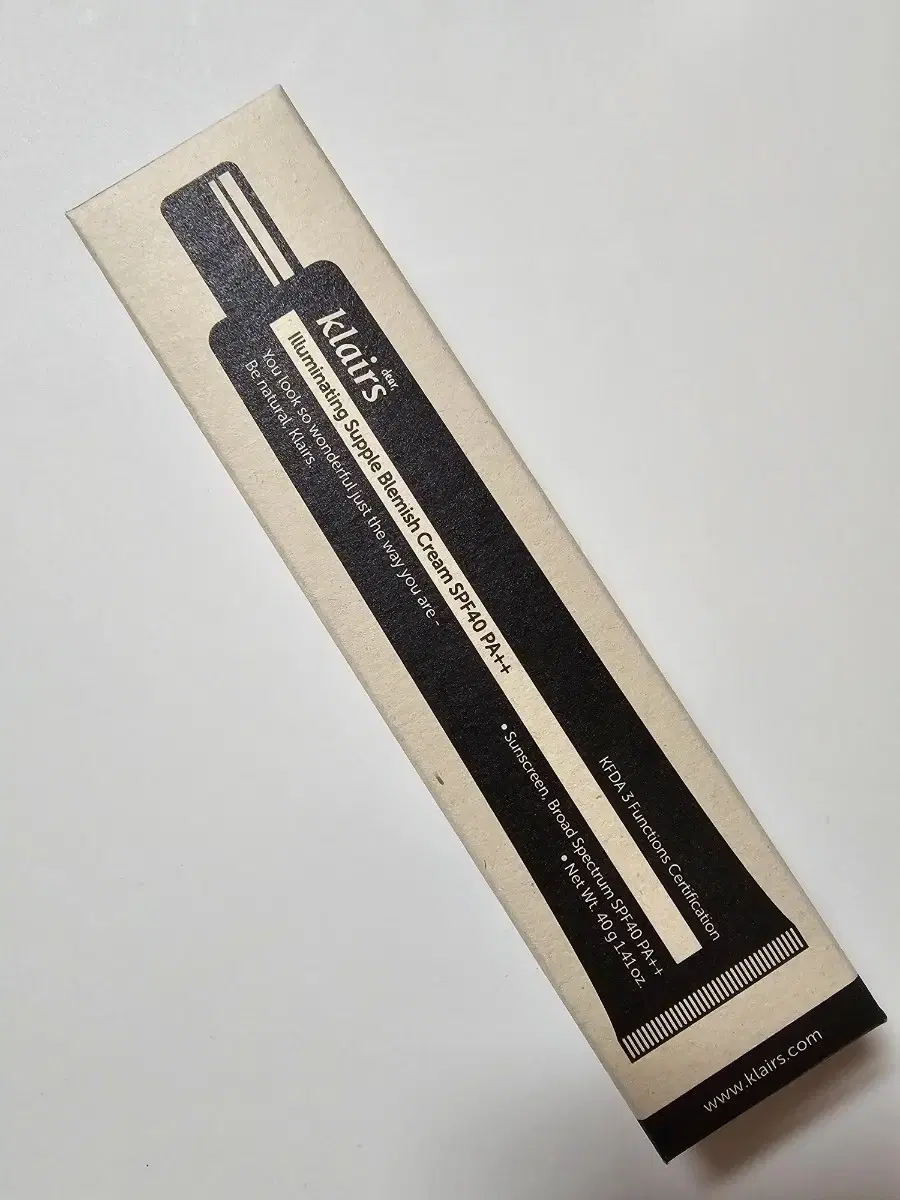 dear,
klairs
Illuminating Supple Blemish Cream SPF40 PA++
You look so wonderful just the way you are -
Be natural, Klairs.
KFDA 3 Functions Certification
• Sunscreen, Broad Spectrum SPF40 PA++
• Net Wt. 40 g 1.41 oz
www.klairs.com